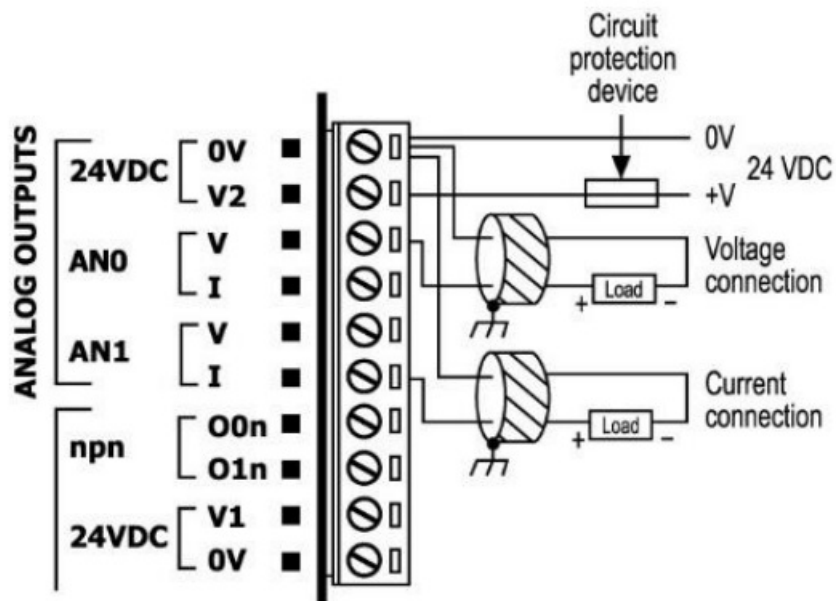 Circuit
protection
device
ANALOG OUTPUTS
24VDC
0V
V2
0V
24 VDC
+V
AN0
V
I
Voltage
connection
+ Load −
AN1
V
I
Current
connection
+ Load −
npn
O0n
O1n
24VDC
V1
0V